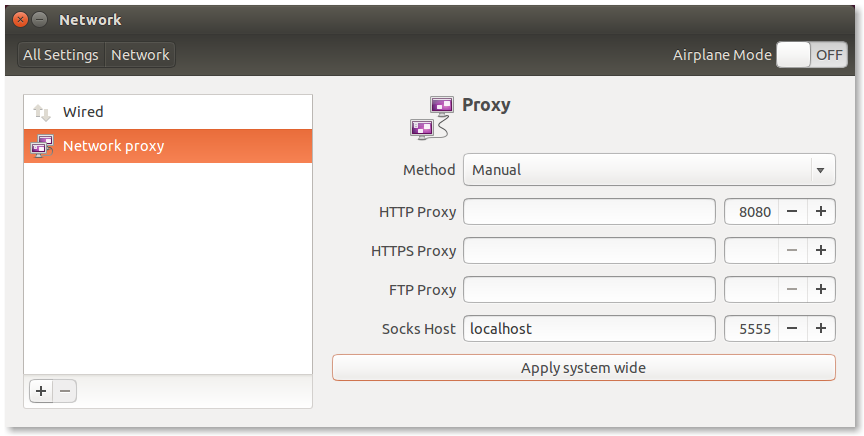 Network
All Settings Network
Airplane Mode OFF
Wired
Network proxy
Proxy
Method Manual
HTTP Proxy 8080 − +
HTTPS Proxy − +
FTP Proxy − +
Socks Host localhost 5555 − +
Apply system wide
+ −